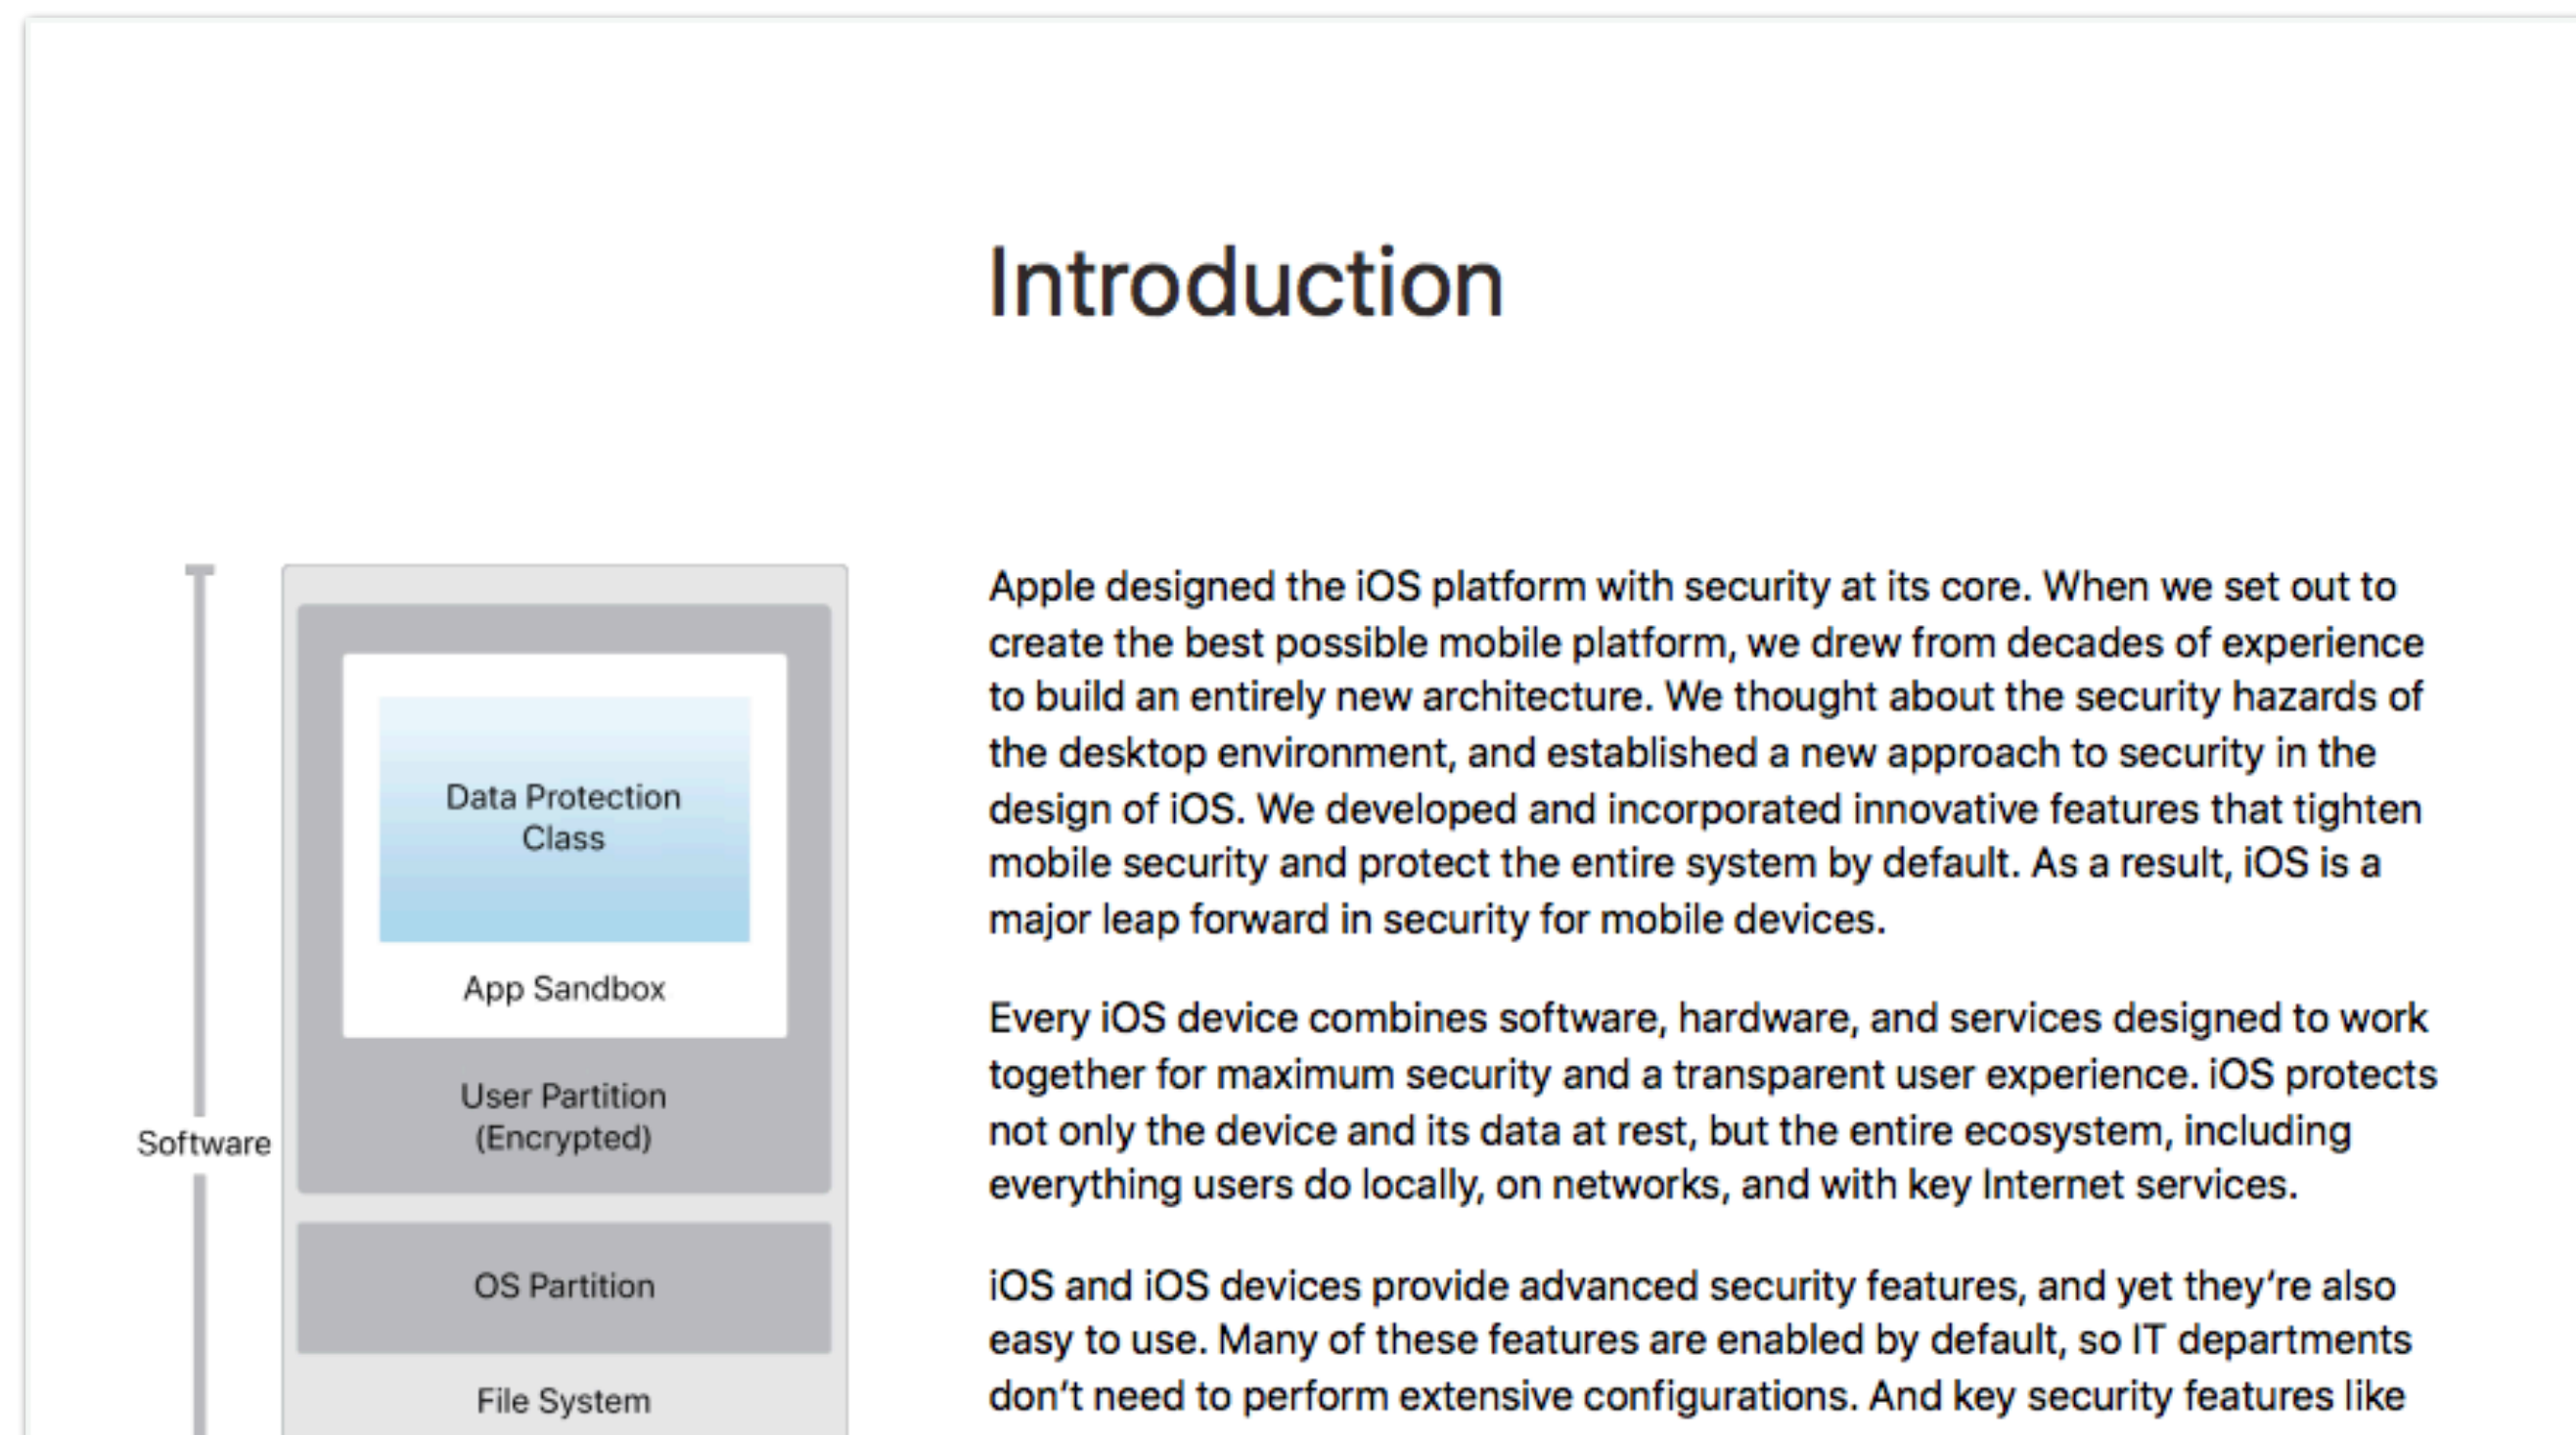 Introduction
Data Protection
Class
App Sandbox
User Partition
(Encrypted)
Software
OS Partition
File System
Apple designed the iOS platform with security at its core. When we set out to
create the best possible mobile platform, we drew from decades of experience
to build an entirely new architecture. We thought about the security hazards of
the desktop environment, and established a new approach to security in the
design of iOS. We developed and incorporated innovative features that tighten
mobile security and protect the entire system by default. As a result, iOS is a
major leap forward in security for mobile devices.
Every iOS device combines software, hardware, and services designed to work
together for maximum security and a transparent user experience. iOS protects
not only the device and its data at rest, but the entire ecosystem, including
everything users do locally, on networks, and with key Internet services.
iOS and iOS devices provide advanced security features, and yet they’re also
easy to use. Many of these features are enabled by default, so IT departments
don’t need to perform extensive configurations. And key security features like